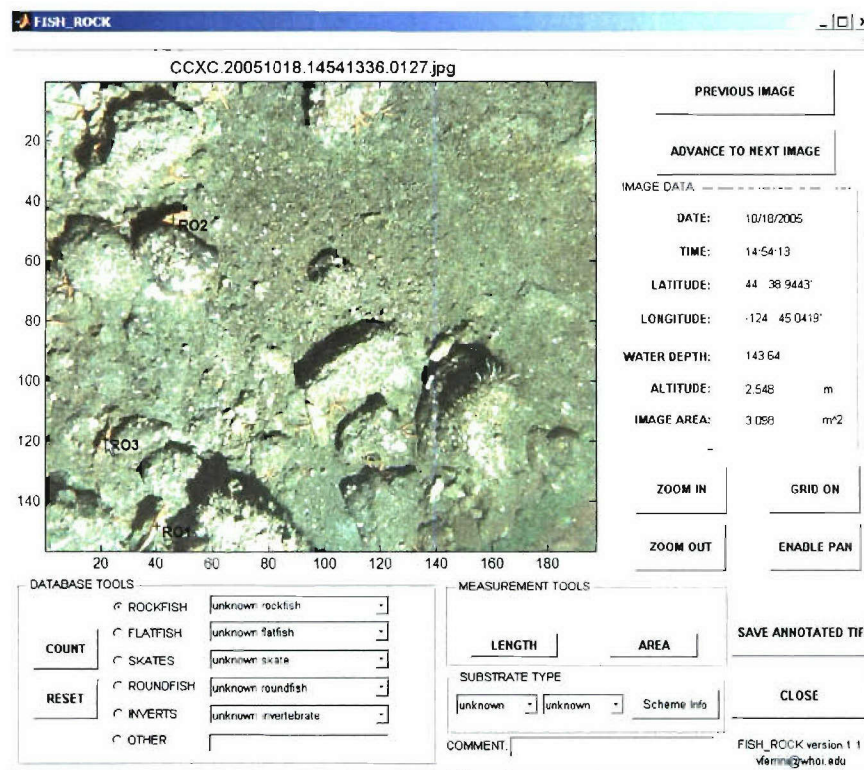 FISH_ROCK
CCXC.20051018.14541336.0127.jpg
20
40
60
80
100
120
140
20 40 60 80 100 120 140 160 180
RO2
RO3
RO1
PREVIOUS IMAGE
ADVANCE TO NEXT IMAGE
IMAGE DATA
DATE: 10/18/2005
TIME: 14:54:13
LATITUDE: 44 38.9443'
LONGITUDE: -124 45.0419'
WATER DEPTH: 143.64
ALTITUDE: 2.548 m
IMAGE AREA: 3.098 m^2
ZOOM IN GRID ON
ZOOM OUT ENABLE PAN
DATABASE TOOLS
COUNT
RESET
ROCKFISH unknown rockfish
FLATFISH unknown flatfish
SKATES unknown skate
ROUNDFISH unknown roundfish
INVERTS unknown invertebrate
OTHER
MEASUREMENT TOOLS
LENGTH AREA
SUBSTRATE TYPE
unknown unknown Scheme Info
COMMENT:
SAVE ANNOTATED TIF
CLOSE
FISH_ROCK version 1.1